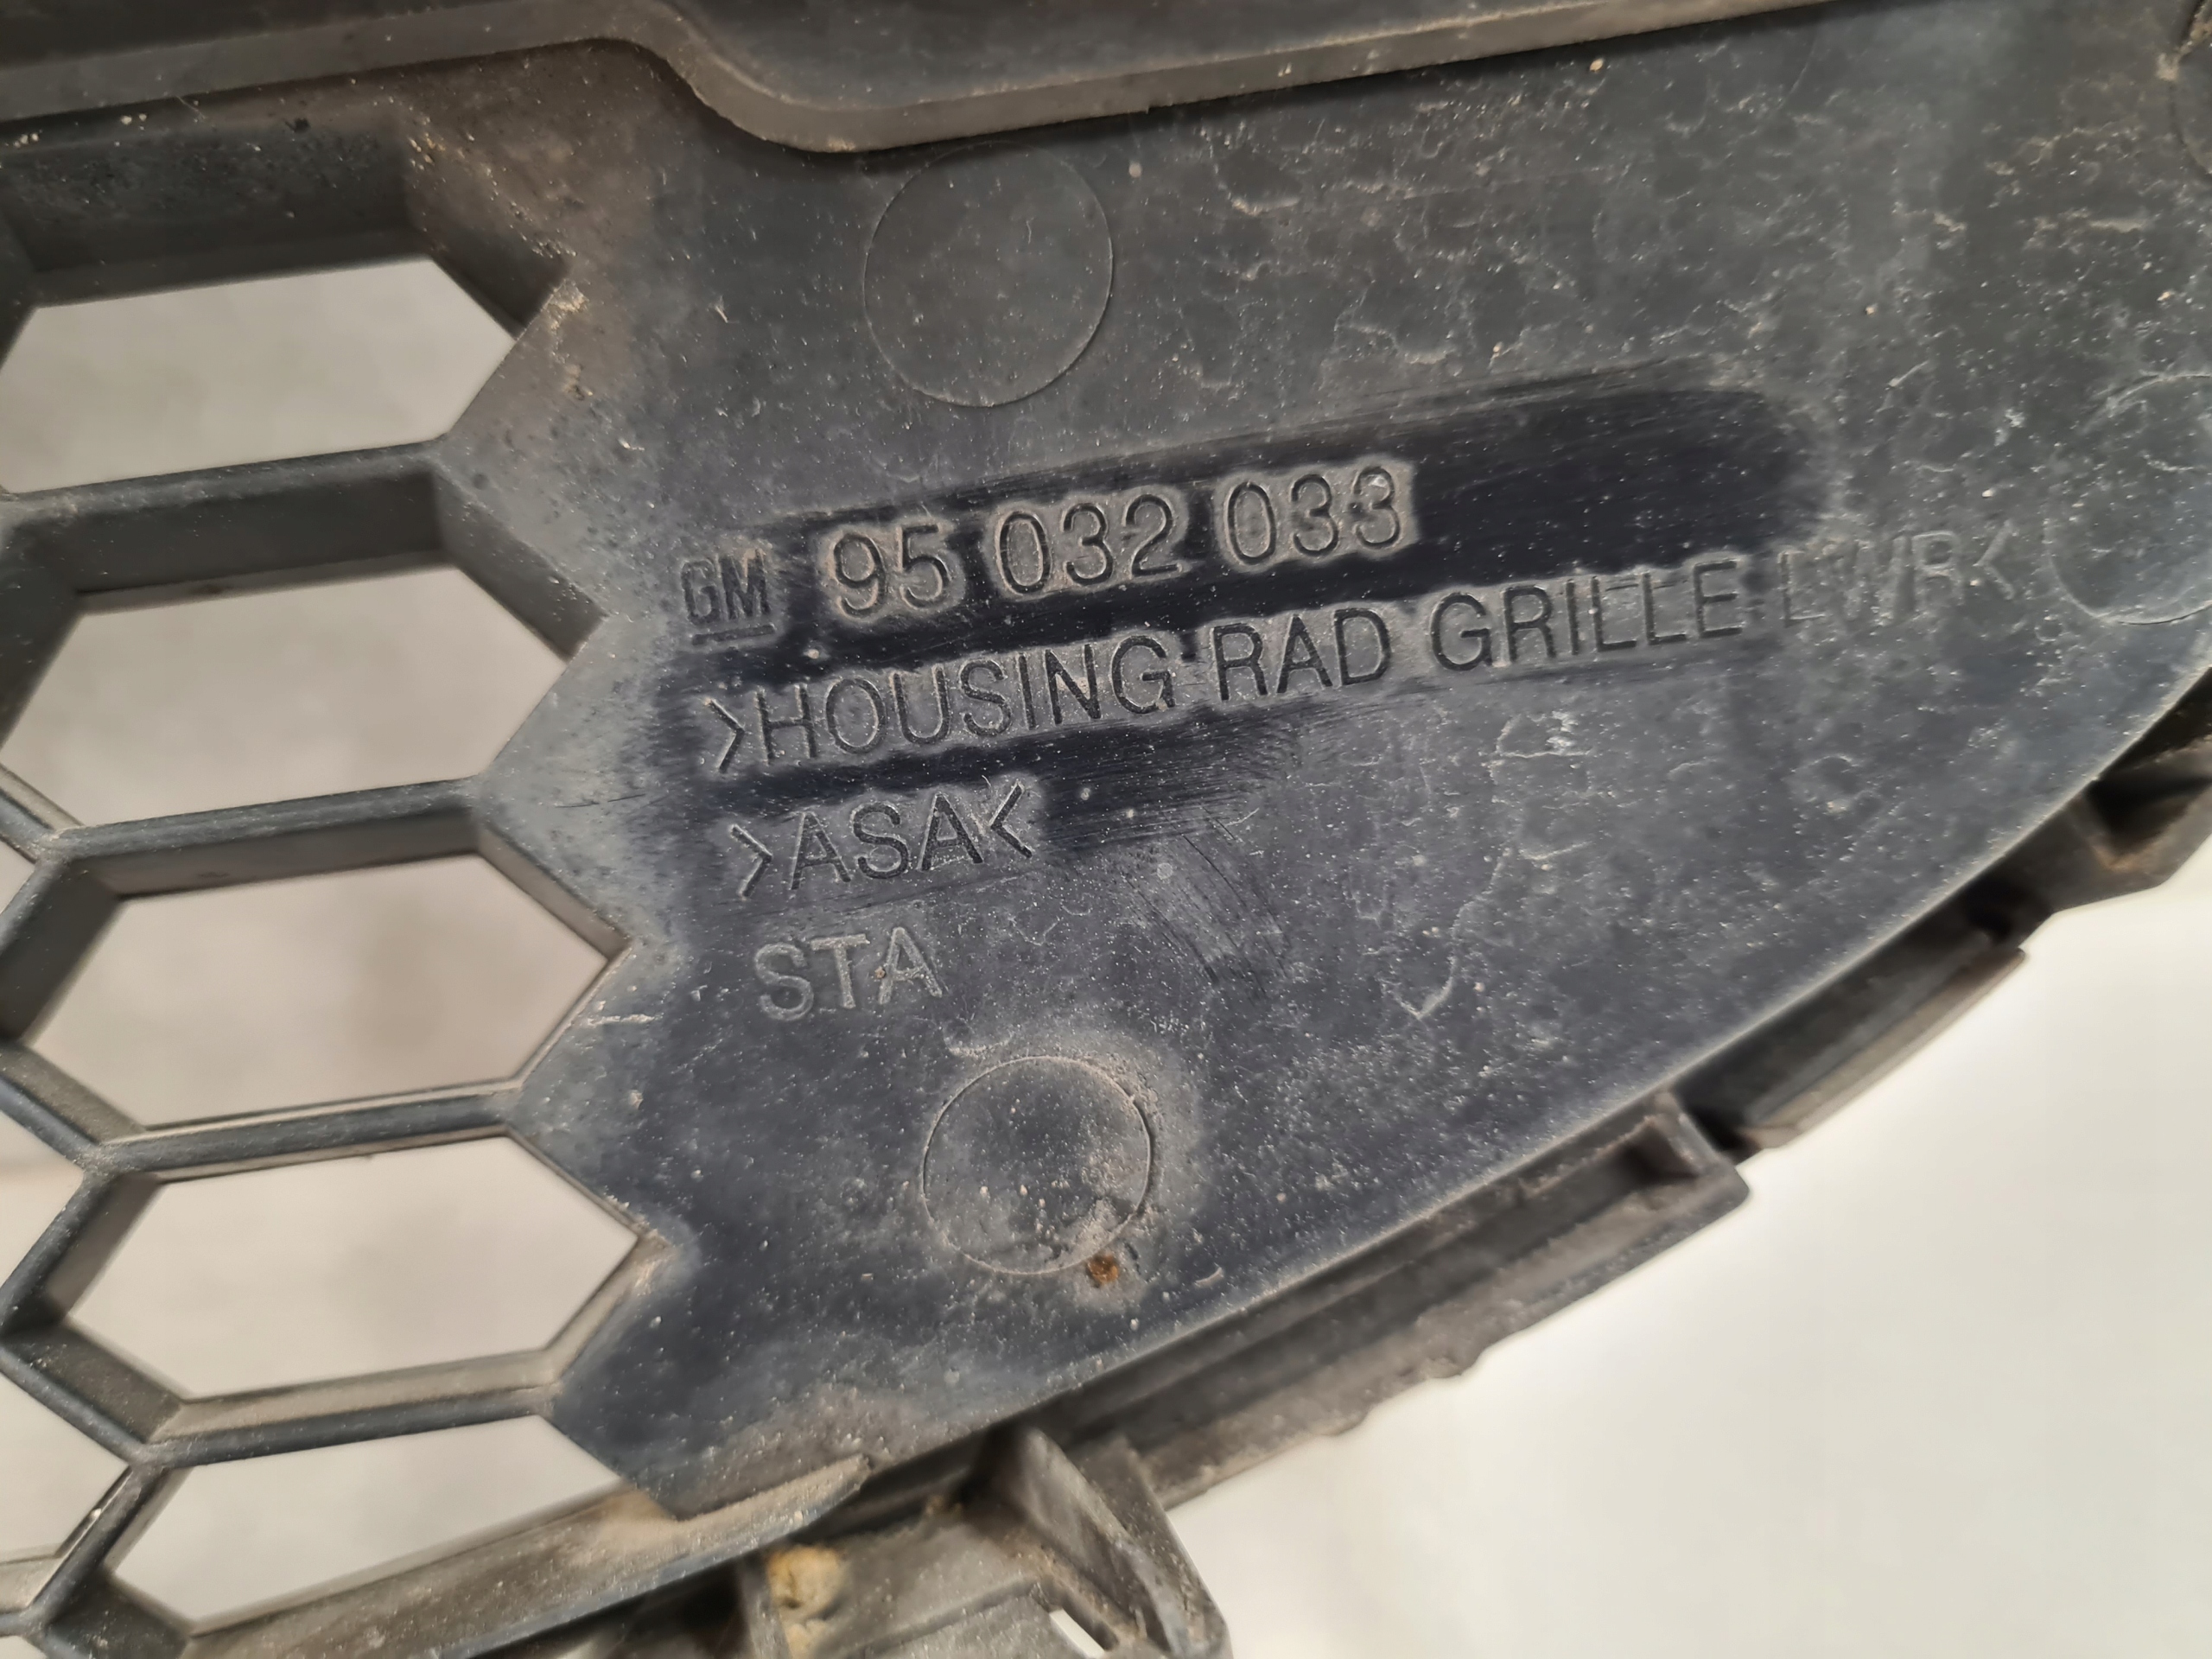 GM 95 032 033
>HOUSING RAD GRILLE LWR<
>ASA<
STA